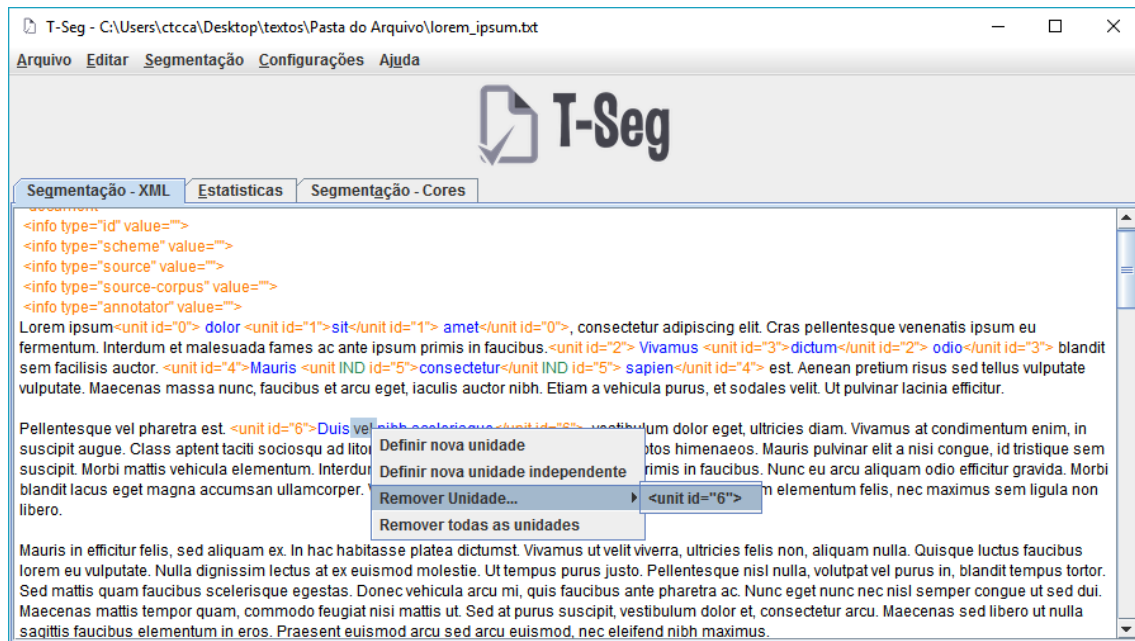 T-Seg - C:\Users\ctcca\Desktop\textos\Pasta do Arquivo\lorem_ipsum.txt
Arquivo Editar Segmentação Configurações Ajuda
T-Seg
Segmentação - XML Estatisticas Segmentação - Cores
<info type="id" value="">
<info type="scheme" value="">
<info type="source" value="">
<info type="source-corpus" value="">
<info type="annotator" value="">
Lorem ipsum<unit id="0"> dolor <unit id="1">sit</unit id="1"> amet</unit id="0">, consectetur adipiscing elit. Cras pellentesque venenatis ipsum eu
fermentum. Interdum et malesuada fames ac ante ipsum primis in faucibus.<unit id="2"> Vivamus <unit id="3">dictum</unit id="2"> odio</unit id="3"> blandit
sem facilisis auctor. <unit id="4">Mauris <unit IND id="5">consectetur</unit IND id="5"> sapien</unit id="4"> est. Aenean pretium risus sed tellus vulputate
vulputate. Maecenas massa nunc, faucibus et arcu eget, iaculis auctor nibh. Etiam a vehicula purus, et sodales velit. Ut pulvinar lacinia efficitur.
Pellentesque vel pharetra est. <unit id="6">Duis vel nibh scelerisque</unit id="6">, vestibulum dolor eget, ultricies diam. Vivamus at condimentum enim, in
suscipit augue. Class aptent taciti sociosqu ad litor ptos himenaeos. Mauris pulvinar elit a nisi congue, id tristique sem
suscipit. Morbi mattis vehicula elementum. Interdu rimis in faucibus. Nunc eu arcu aliquam odio efficitur gravida. Morbi
blandit lacus eget magna accumsan ullamcorper. m elementum felis, nec maximus sem ligula non
libero.
Definir nova unidade
Definir nova unidade independente
Remover Unidade... <unit id="6">
Remover todas as unidades
Mauris in efficitur felis, sed aliquam ex. In hac habitasse platea dictumst. Vivamus ut velit viverra, ultricies felis non, aliquam nulla. Quisque luctus faucibus
lorem eu vulputate. Nulla dignissim lectus at ex euismod molestie. Ut tempus purus justo. Pellentesque nisl nulla, volutpat vel purus in, blandit tempus tortor.
Sed mattis quam faucibus scelerisque egestas. Donec vehicula arcu mi, quis faucibus ante pharetra ac. Nunc eget nunc nec nisl semper congue ut sed dui.
Maecenas mattis tempor quam, commodo feugiat nisi mattis ut. Sed at purus suscipit, vestibulum dolor et, consectetur arcu. Maecenas sed libero ut nulla
sagittis faucibus elementum in eros. Praesent euismod arcu sed arcu euismod, nec eleifend nibh maximus.